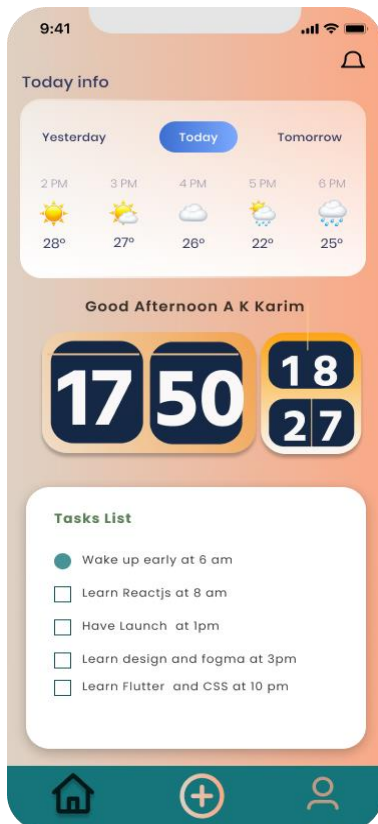 9:41
Today info
Yesterday Today Tomorrow
2 PM 3 PM 4 PM 5 PM 6 PM
28° 27° 26° 22° 25°
Good Afternoon A K Karim
17 50 18
27
Tasks List
Wake up early at 6 am
Learn Reactjs at 8 am
Have Launch at 1pm
Learn design and fogma at 3pm
Learn Flutter and CSS at 10 pm